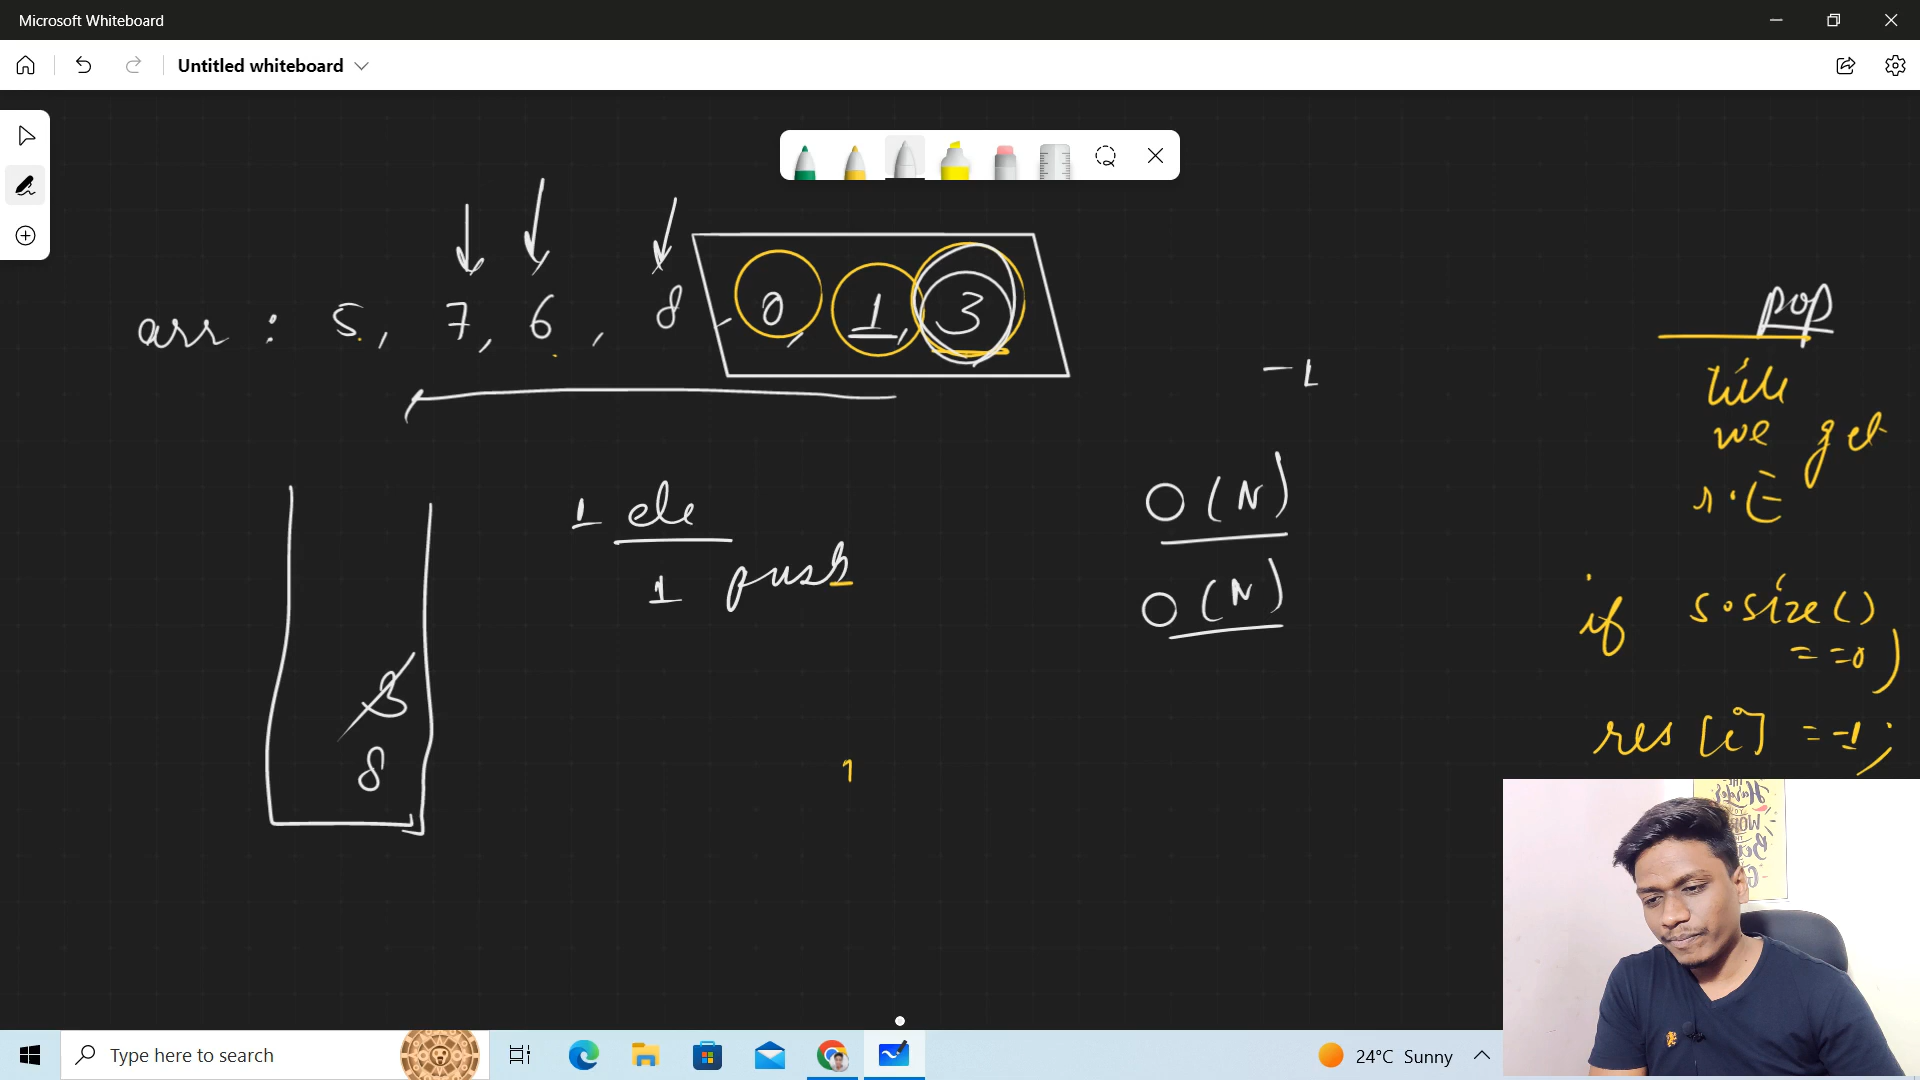 Microsoft Whiteboard
Untitled whiteboard
arr : 5, 7, 6, 8, 0, 1, 3
-1
pop
till
we get
r.E
1 ele
1 push
O(N)
O(N)
if s.size()
==0)
res[i] = -1;
3
8
1
Type here to search
24°C Sunny